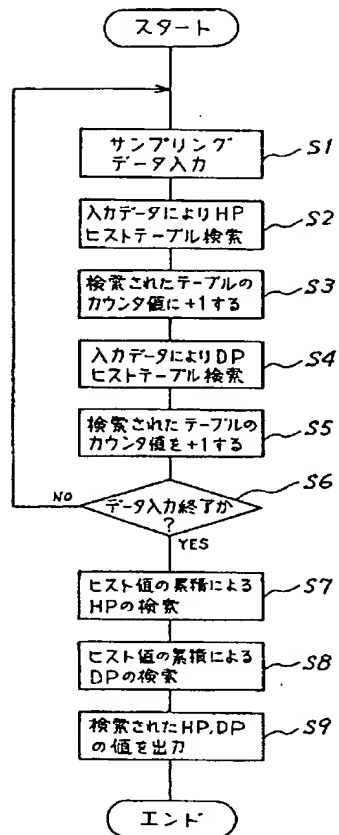 スタート
サンプリング
データ入力
S1
入力データによりHP
ヒストテーブル検索
S2
検索されたテーブルの
カウンタ値に+1する
S3
入力データによりDP
ヒストテーブル検索
S4
検索されたテーブルの
カウンタ値を+1する
S5
データ入力終了か
?
S6
NO
YES
ヒスト値の累積による
HPの検索
S7
ヒスト値の累積による
DPの検索
S8
検索されたHP,DP
の値を出力
S9
エンド